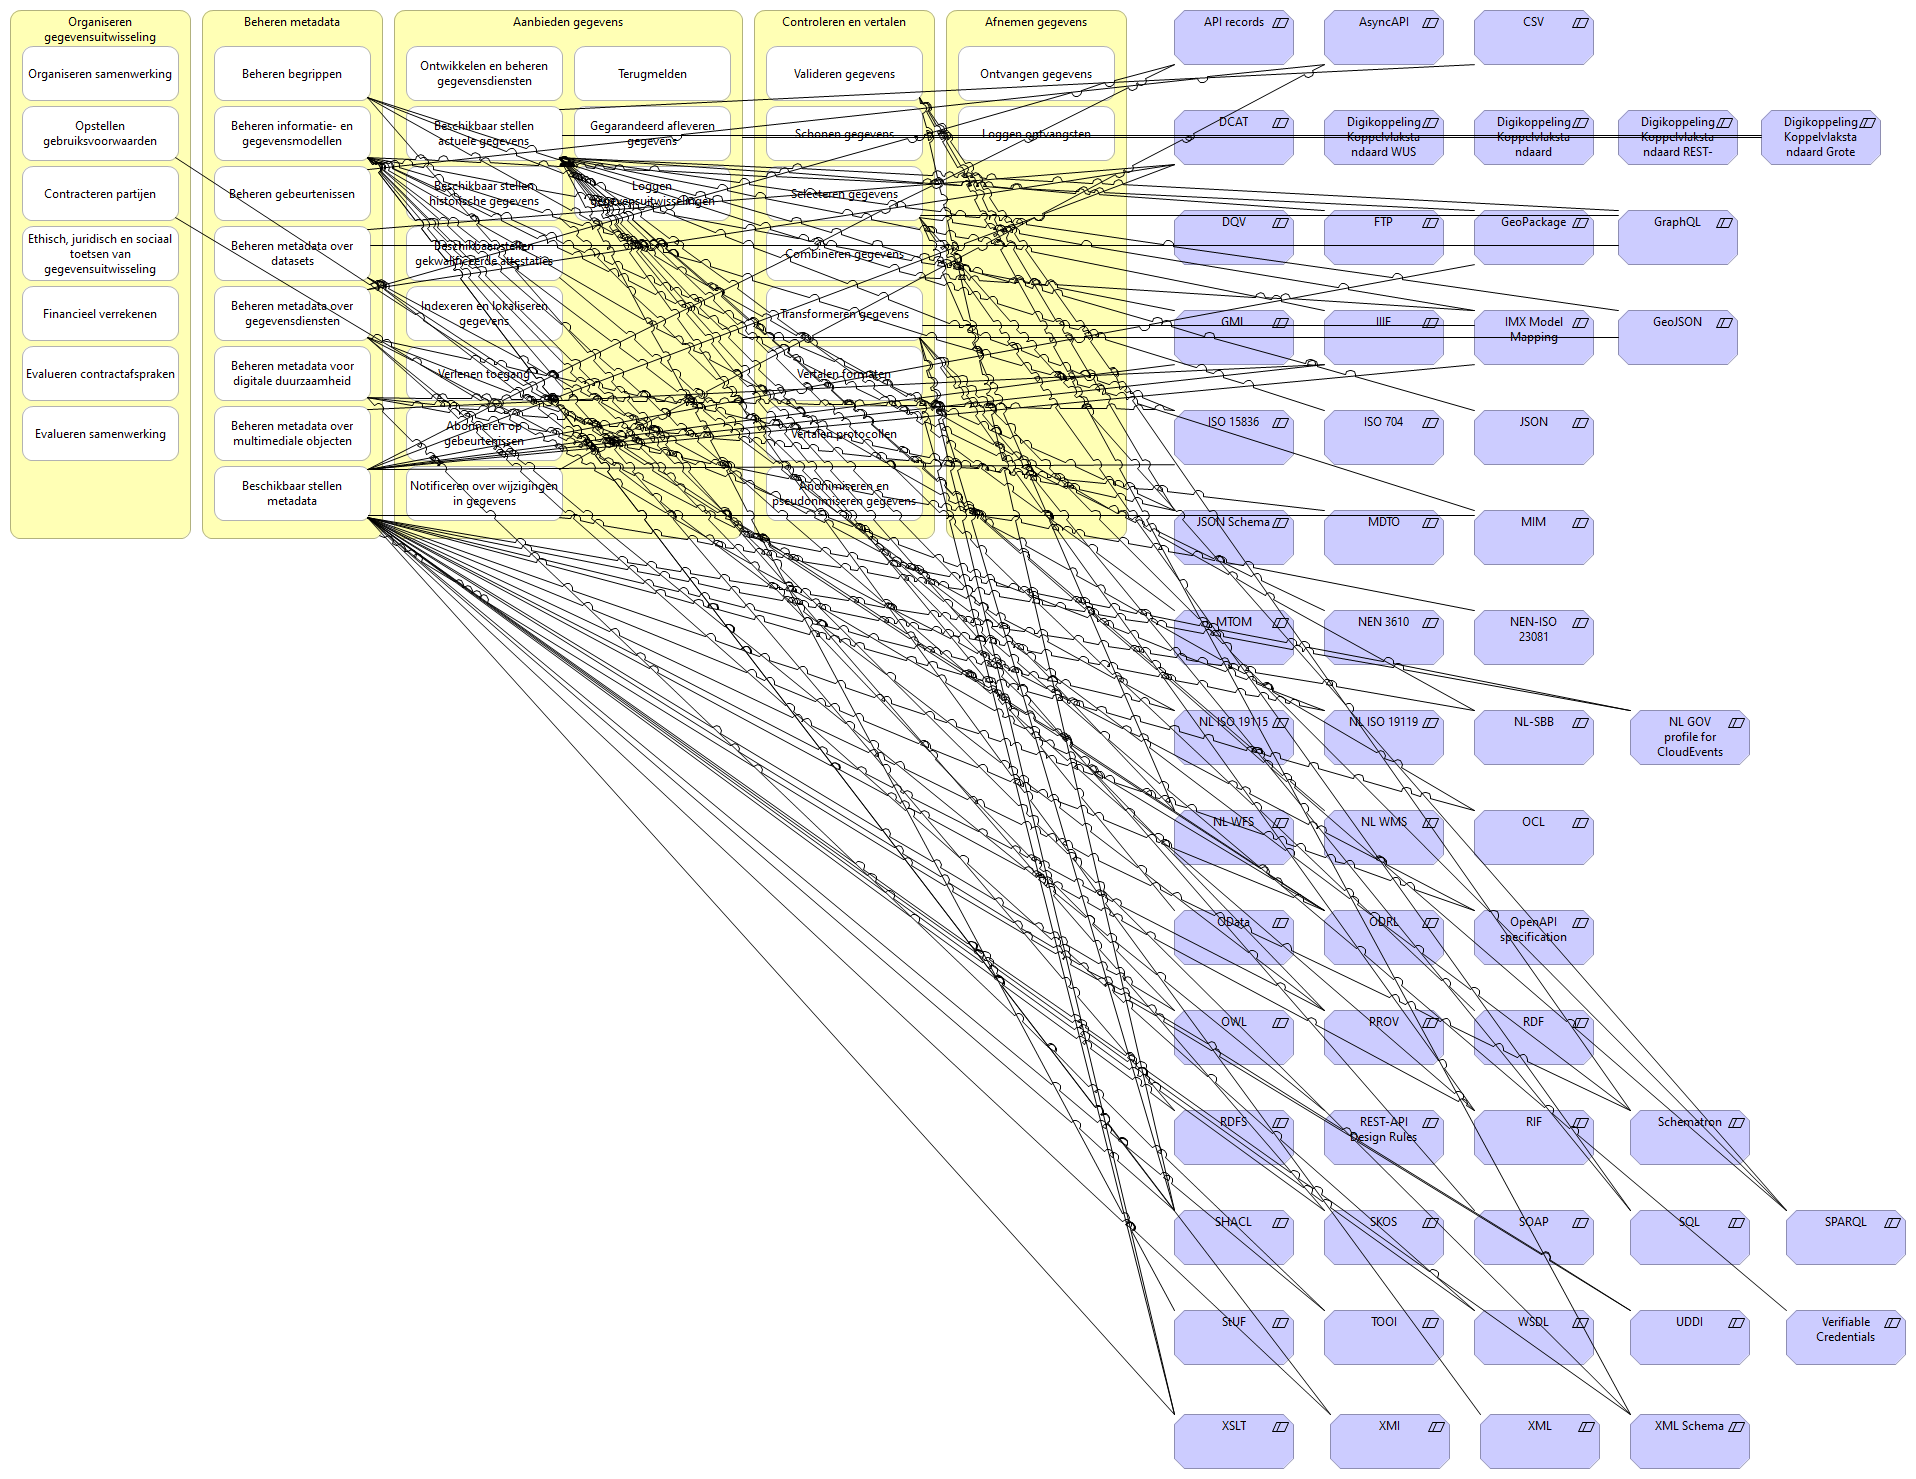 Organiseren
gegevensuitwisseling
Organiseren samenwerking
Opstellen
gebruiksvoorwaarden
Contracteren partijen
Ethisch, juridisch en sociaal
toetsen van
gegevensuitwisseling
Financieel verrekenen
Evalueren contractafspraken
Evalueren samenwerking
Beheren metadata
Beheren begrippen
Beheren informatie- en
gegevensmodellen
Beheren gebeurtenissen
Beheren metadata over
datasets
Beheren metadata over
gegevensdiensten
Beheren metadata voor
digitale duurzaamheid
Beheren metadata over
multimediale objecten
Beschikbaar stellen
metadata
Aanbieden gegevens
Ontwikkelen en beheren
gegevensdiensten
Beschikbaar stellen
actuele gegevens
Beschikbaar stellen
historische gegevens
Beschikbaar stellen
gekwalificeerde attestaties
Indexeren en lokaliseren
gegevens
Verlenen toegang
Abonneren op
gebeurtenissen
Notificeren over wijzigingen
in gegevens
Terugmelden
Gegarandeerd afleveren
gegevens
Loggen
gegevensuitwisselingen
Controleren en vertalen
Valideren gegevens
Schonen gegevens
Selecteren gegevens
Combineren gegevens
Transformeren gegevens
Vertalen formaten
Vertalen protocollen
Anonimiseren en
pseudonimiseren gegevens
Afnemen gegevens
Ontvangen gegevens
Loggen ontvangsten
API records
AsyncAPI
CSV
DCAT
Digikoppeling
Koppelvlaksta
ndaard WUS
Digikoppeling
Koppelvlaksta
ndaard
Digikoppeling
Koppelvlaksta
ndaard REST-
Digikoppeling
Koppelvlaksta
ndaard Grote
DQV
FTP
GeoPackage
GraphQL
GML
IIIF
IMX Model
Mapping
GeoJSON
ISO 15836
ISO 704
JSON
JSON Schema
MDTO
MIM
MTOM
NEN 3610
NEN-ISO
23081
NL ISO 19115
NL ISO 19119
NL-SBB
NL GOV
profile for
CloudEvents
NL WFS
NL WMS
OCL
OData
ODRL
OpenAPI
specification
OWL
PROV
RDF
RDFS
REST-API
Design Rules
RIF
Schematron
SHACL
SKOS
SOAP
SQL
SPARQL
StUF
TOOI
WSDL
UDDI
Verifiable
Credentials
XSLT
XMI
XML
XML Schema